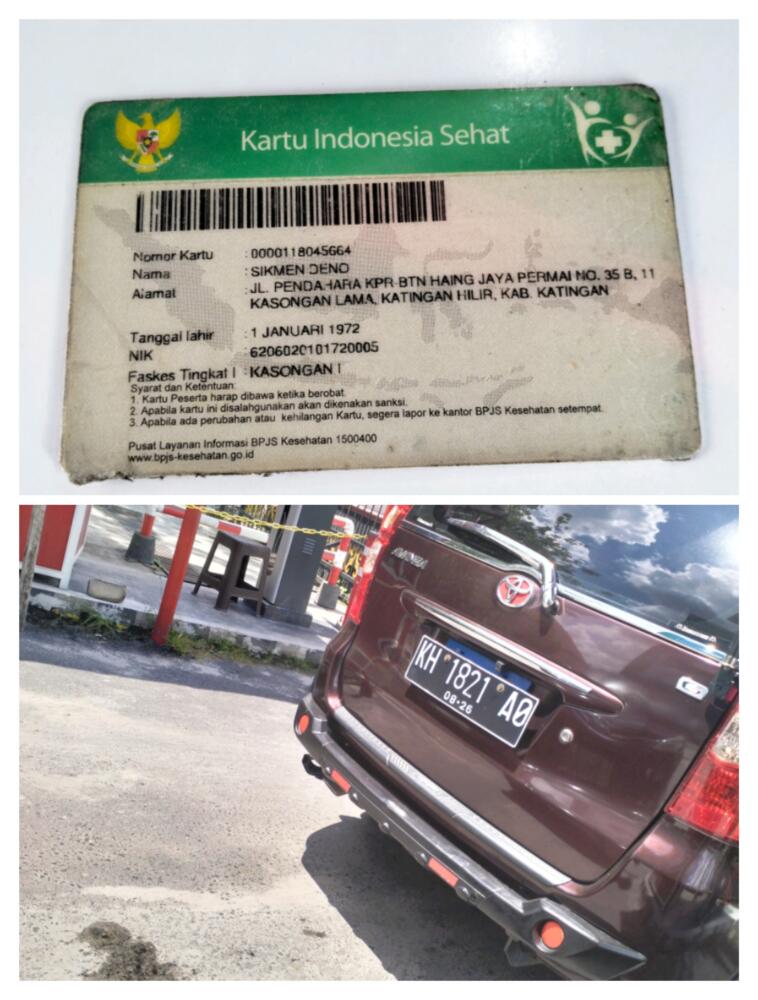 Kartu Indonesia Sehat
Nomor Kartu : 0000118045664
Nama : SIKMEN DENO
Alamat : JL. PENDAHARA KPR-BTN HAING JAYA PERMAI NO. 35 B, 11
KASONGAN LAMA, KATINGAN HILIR, KAB. KATINGAN
Tanggal lahir : 1 JANUARI 1972
NIK : 6206020101720005
Faskes Tingkat I : KASONGAN I
Syarat dan Ketentuan:
1. Kartu Peserta harap dibawa ketika berobat.
2. Apabila kartu ini disalahgunakan akan dikenakan sanksi.
3. Apabila ada perubahan atau kehilangan Kartu, segera lapor ke kantor BPJS Kesehatan setempat.
Pusat Layanan Informasi BPJS Kesehatan 1500400
www.bpjs-kesehatan.go.id
AVANZA
G
KH 1821 AO
08·26